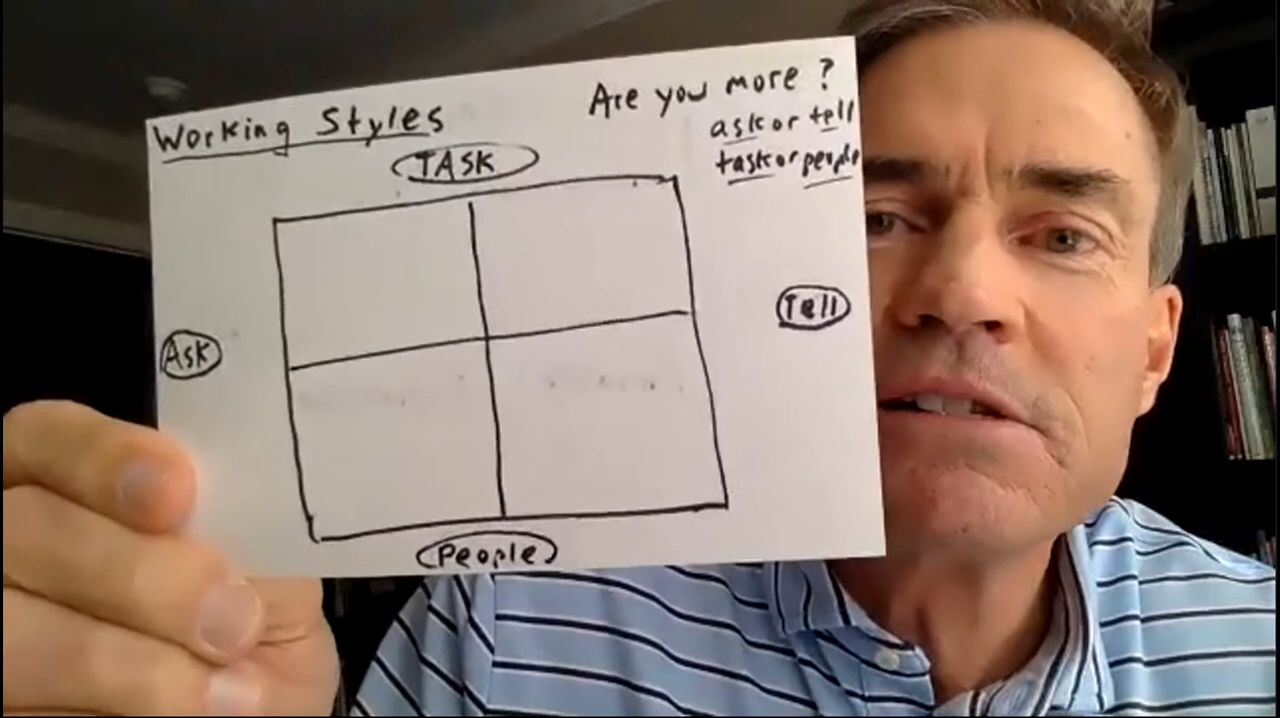 Working Styles
Are you more ?
ask or tell
task or people
TASK
Ask
Tell
People